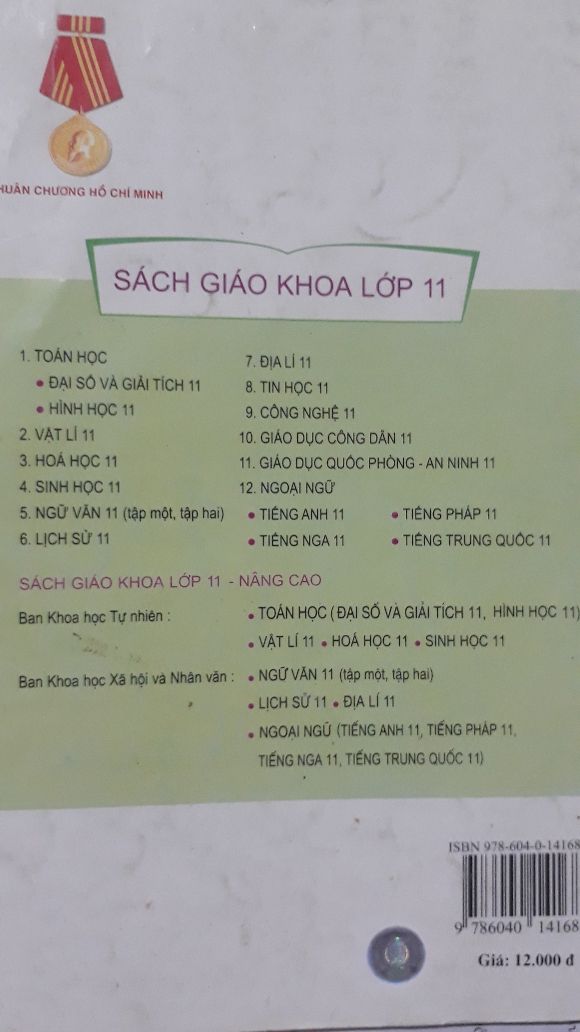 HUÂN CHƯƠNG HỒ CHÍ MINH
SÁCH GIÁO KHOA LỚP 11
1. TOÁN HỌC
• ĐẠI SỐ VÀ GIẢI TÍCH 11
• HÌNH HỌC 11
2. VẬT LÍ 11
3. HOÁ HỌC 11
4. SINH HỌC 11
5. NGỮ VĂN 11 (tập một, tập hai)
6. LỊCH SỬ 11
7. ĐỊA LÍ 11
8. TIN HỌC 11
9. CÔNG NGHỆ 11
10. GIÁO DỤC CÔNG DÂN 11
11. GIÁO DỤC QUỐC PHÒNG - AN NINH 11
12. NGOẠI NGỮ
• TIẾNG ANH 11 • TIẾNG PHÁP 11
• TIẾNG NGA 11 • TIẾNG TRUNG QUỐC 11
SÁCH GIÁO KHOA LỚP 11 - NÂNG CAO
Ban Khoa học Tự nhiên : • TOÁN HỌC (ĐẠI SỐ VÀ GIẢI TÍCH 11, HÌNH HỌC 11)
• VẬT LÍ 11 • HOÁ HỌC 11 • SINH HỌC 11
Ban Khoa học Xã hội và Nhân văn : • NGỮ VĂN 11 (tập một, tập hai)
• LỊCH SỬ 11 • ĐỊA LÍ 11
• NGOẠI NGỮ (TIẾNG ANH 11, TIẾNG PHÁP 11,
TIẾNG NGA 11, TIẾNG TRUNG QUỐC 11)
ISBN 978-604-0-14168
9 786040 14168
Giá: 12.000 đ